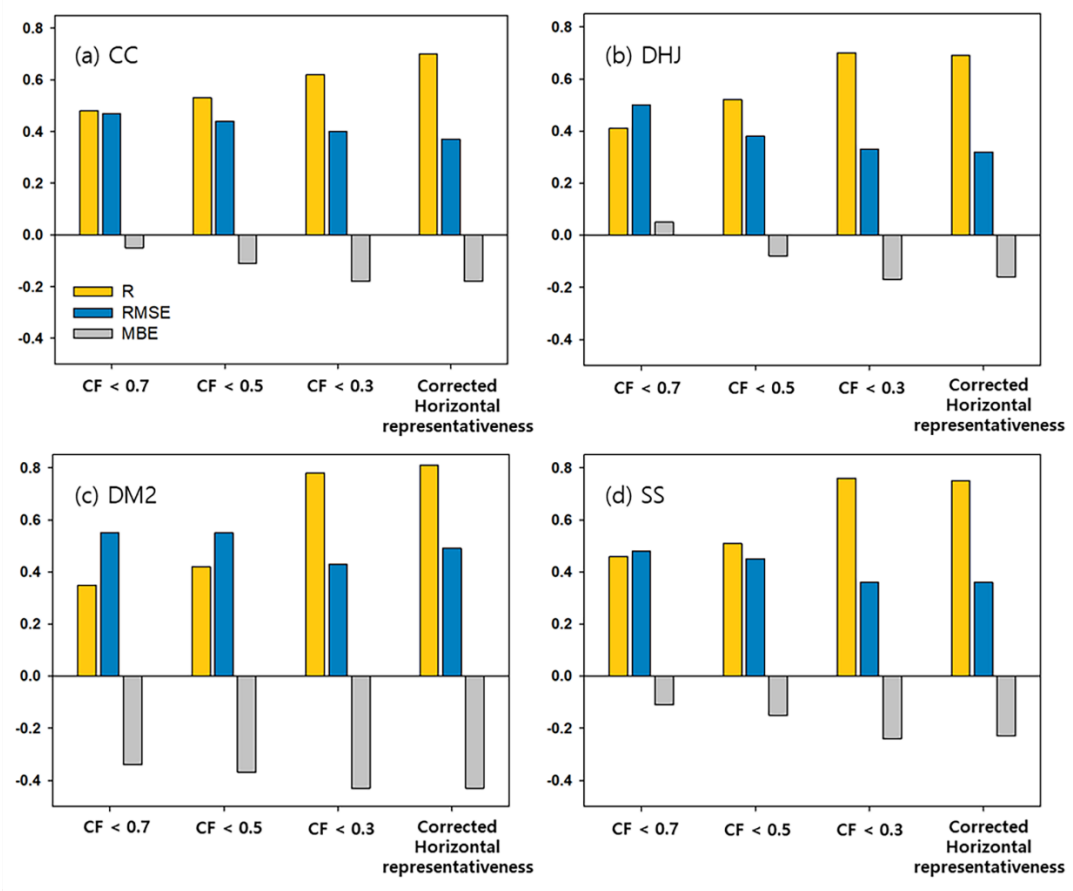 (a) CC
0.8
0.6
0.4
0.2
0.0
-0.2
-0.4
R
RMSE
MBE
CF < 0.7
CF < 0.5
CF < 0.3
Corrected
Horizontal
representativeness
(b) DHJ
0.8
0.6
0.4
0.2
0.0
-0.2
-0.4
CF < 0.7
CF < 0.5
CF < 0.3
Corrected
Horizontal
representativeness
(c) DM2
0.8
0.6
0.4
0.2
0.0
-0.2
-0.4
CF < 0.7
CF < 0.5
CF < 0.3
Corrected
Horizontal
representativeness
(d) SS
0.8
0.6
0.4
0.2
0.0
-0.2
-0.4
CF < 0.7
CF < 0.5
CF < 0.3
Corrected
Horizontal
representativeness